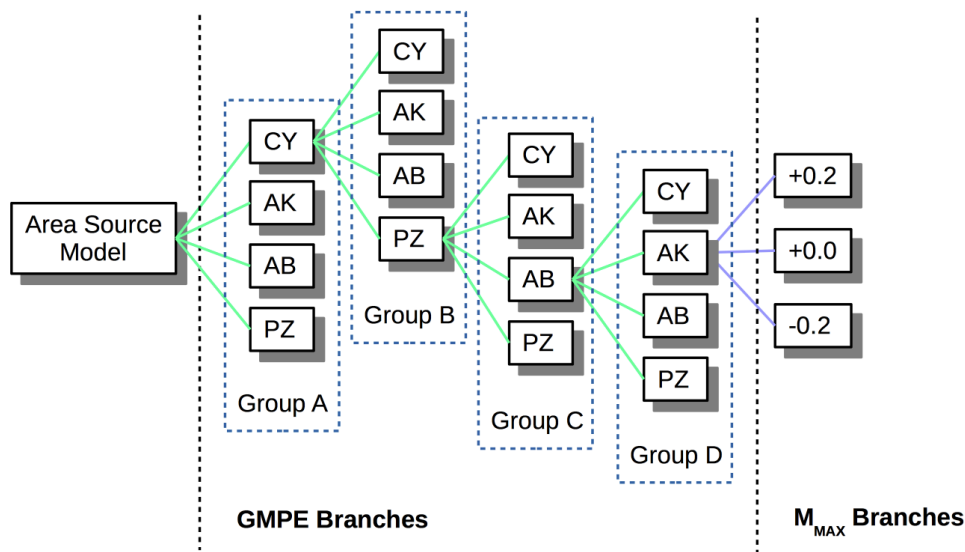 Area Source
Model
CY
AK
AB
PZ
Group A
CY
AK
AB
PZ
Group B
CY
AK
AB
PZ
Group C
CY
AK
AB
PZ
Group D
+0.2
+0.0
-0.2
GMPE Branches
MMAX Branches